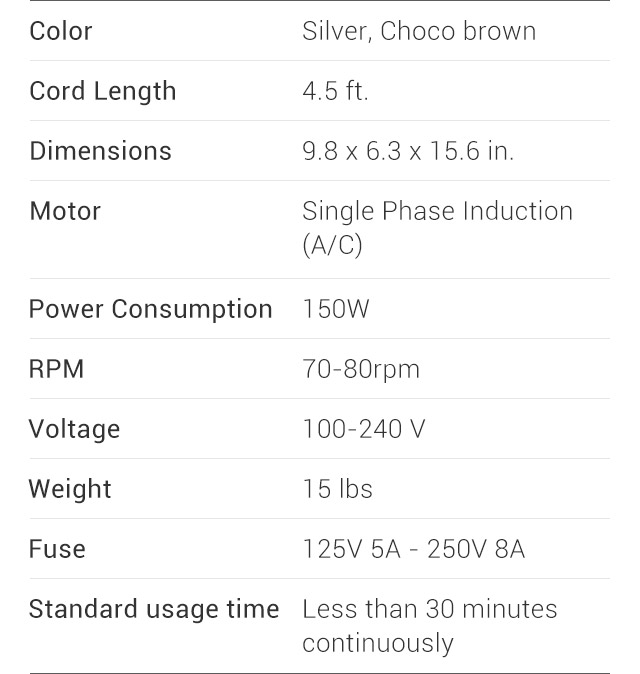 Color Silver, Choco brown
Cord Length 4.5 ft.
Dimensions 9.8 x 6.3 x 15.6 in.
Motor Single Phase Induction
(A/C)
Power Consumption 150W
RPM 70-80rpm
Voltage 100-240 V
Weight 15 lbs
Fuse 125V 5A - 250V 8A
Standard usage time Less than 30 minutes
continuously